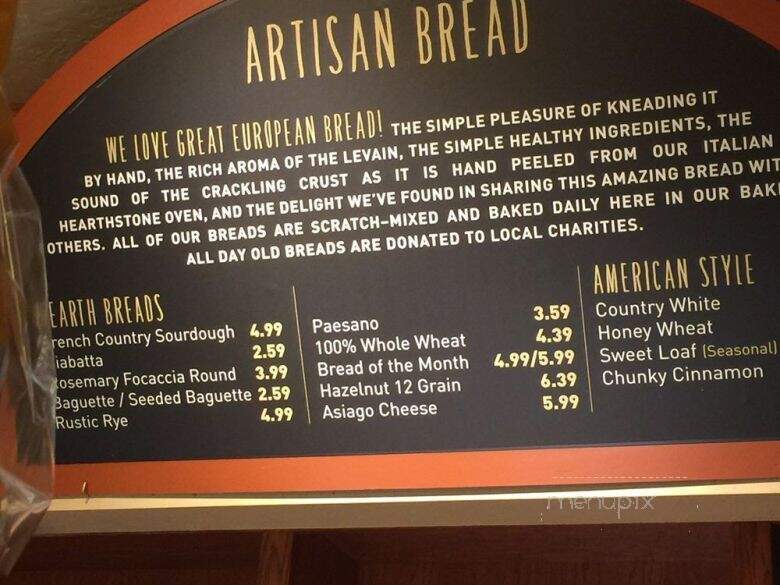 ARTISAN BREAD
WE LOVE GREAT EUROPEAN BREAD! THE SIMPLE PLEASURE OF KNEADING IT
BY HAND, THE RICH AROMA OF THE LEVAIN, THE SIMPLE HEALTHY INGREDIENTS, THE
SOUND OF THE CRACKLING CRUST AS IT IS HAND PEELED FROM OUR ITALIAN
HEARTHSTONE OVEN, AND THE DELIGHT WE'VE FOUND IN SHARING THIS AMAZING BREAD WIT
OTHERS. ALL OF OUR BREADS ARE SCRATCH-MIXED AND BAKED DAILY HERE IN OUR BAK
ALL DAY OLD BREADS ARE DONATED TO LOCAL CHARITIES.
EARTH BREADS
rench Country Sourdough 4.99
iabatta 2.59
osemary Focaccia Round 3.99
Baguette / Seeded Baguette 2.59
Rustic Rye 4.99
Paesano 3.59
100% Whole Wheat 4.39
Bread of the Month 4.99/5.99
Hazelnut 12 Grain 6.39
Asiago Cheese 5.99
AMERICAN STYLE
Country White
Honey Wheat
Sweet Loaf (Seasonal)
Chunky Cinnamon
menupix